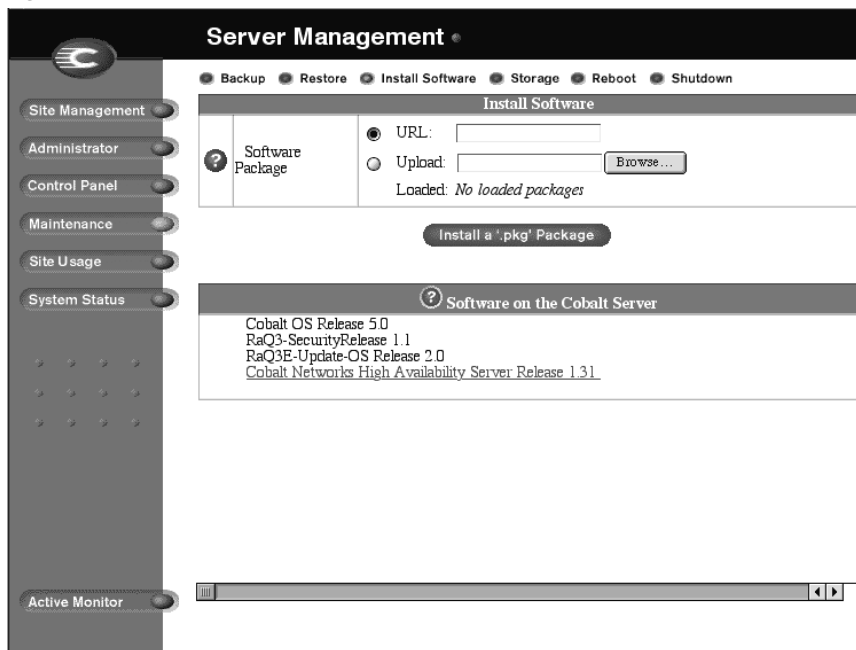 Server Management
Backup Restore Install Software Storage Reboot Shutdown
Site Management
Administrator
Control Panel
Maintenance
Site Usage
System Status
Active Monitor
Install Software
? Software
Package
URL:
Upload: Browse...
Loaded: No loaded packages
Install a '.pkg' Package
? Software on the Cobalt Server
Cobalt OS Release 5.0
RaQ3-SecurityRelease 1.1
RaQ3E-Update-OS Release 2.0
Cobalt Networks High Availability Server Release 1.31